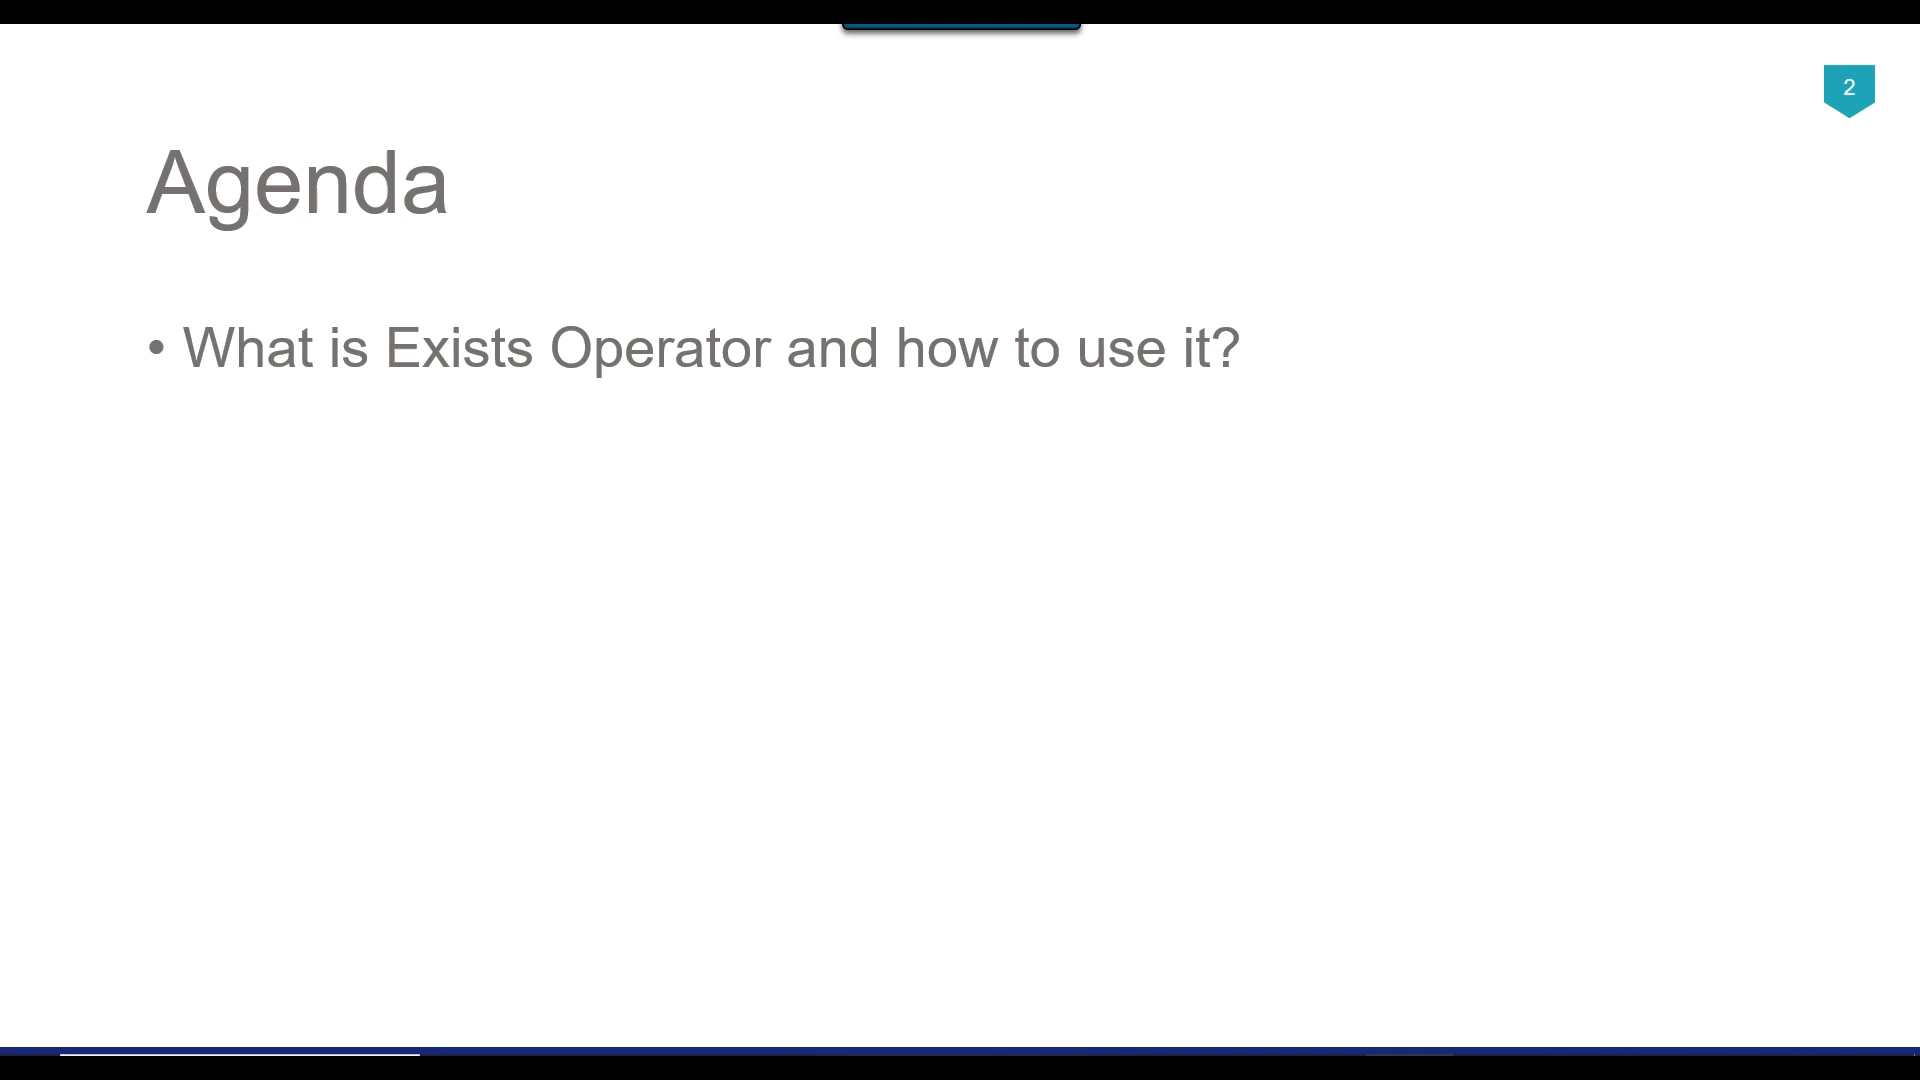 2
Agenda
• What is Exists Operator and how to use it?